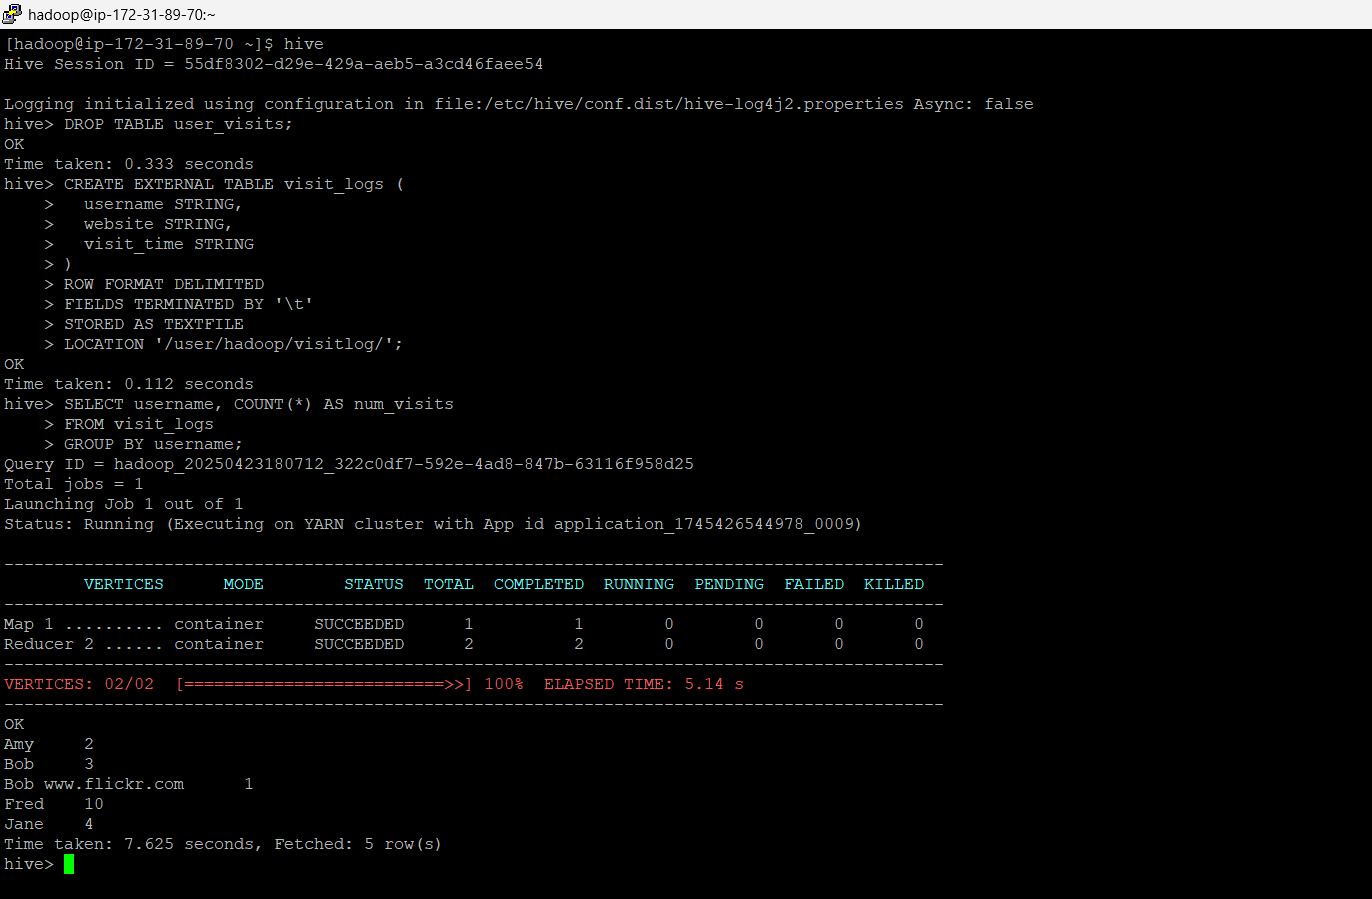 hadoop@ip-172-31-89-70:~
[hadoop@ip-172-31-89-70 ~]$ hive
Hive Session ID = 55df8302-d29e-429a-aeb5-a3cd46faee54
Logging initialized using configuration in file:/etc/hive/conf.dist/hive-log4j2.properties Async: false
hive> DROP TABLE user_visits;
OK
Time taken: 0.333 seconds
hive> CREATE EXTERNAL TABLE visit_logs (
    >   username STRING,
    >   website STRING,
    >   visit_time STRING
    > )
    > ROW FORMAT DELIMITED
    > FIELDS TERMINATED BY '\t'
    > STORED AS TEXTFILE
    > LOCATION '/user/hadoop/visitlog/';
OK
Time taken: 0.112 seconds
hive> SELECT username, COUNT(*) AS num_visits
    > FROM visit_logs
    > GROUP BY username;
Query ID = hadoop_20250423180712_322c0df7-592e-4ad8-847b-63116f958d25
Total jobs = 1
Launching Job 1 out of 1
Status: Running (Executing on YARN cluster with App id application_1745426544978_0009)
----------------------------------------------------------------------------------------------
        VERTICES      MODE        STATUS  TOTAL  COMPLETED  RUNNING  PENDING  FAILED  KILLED
----------------------------------------------------------------------------------------------
Map 1 .......... container     SUCCEEDED      1          1        0        0       0       0
Reducer 2 ...... container     SUCCEEDED      2          2        0        0       0       0
----------------------------------------------------------------------------------------------
VERTICES: 02/02  [==========================>>] 100%  ELAPSED TIME: 5.14 s
----------------------------------------------------------------------------------------------
OK
Amy     2
Bob     3
Bob www.flickr.com      1
Fred    10
Jane    4
Time taken: 7.625 seconds, Fetched: 5 row(s)
hive>